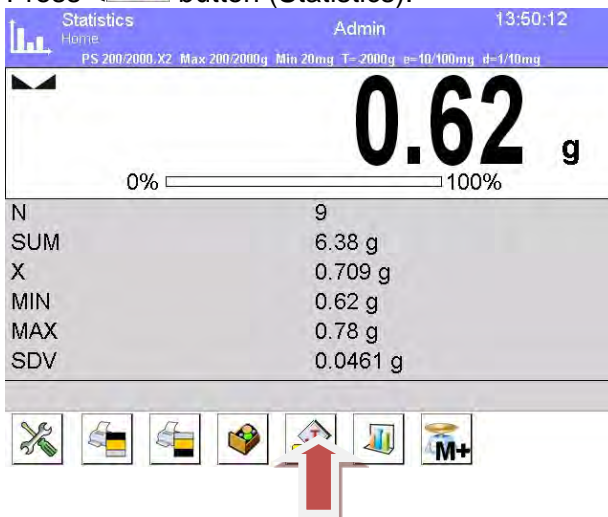 button (Statistics).
Statistics
Home
Admin
13:50:12
PS 200/2000.X2 Max 200/2000g Min 20mg T=-2000g e=10/100mg d=1/10mg
0.62 g
0% 100%
N 9
SUM 6.38 g
X 0.709 g
MIN 0.62 g
MAX 0.78 g
SDV 0.0461 g
T
M+